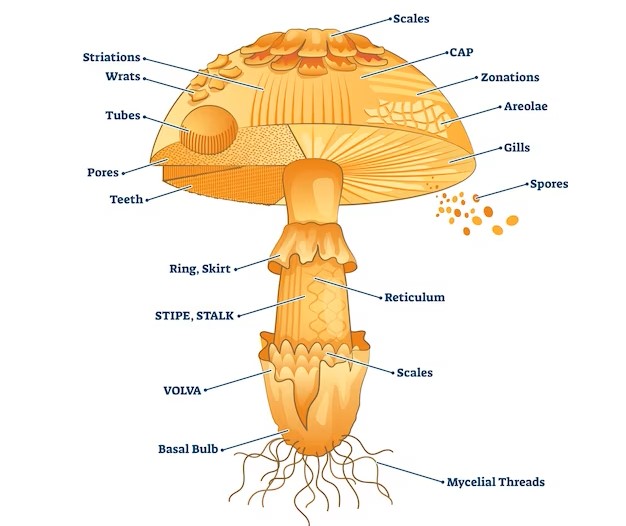 Scales
CAP
Striations
Wrats
Zonations
Areolae
Tubes
Gills
Pores
Spores
Teeth
Ring, Skirt
Reticulum
STIPE, STALK
Scales
VOLVA
Basal Bulb
Mycelial Threads